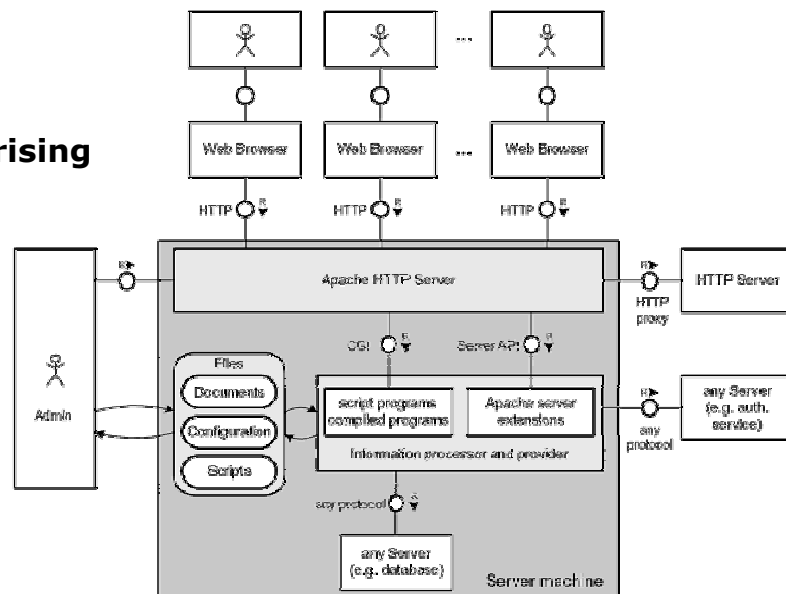 ...
rising
Web Browser
Web Browser
...
Web Browser
HTTP
R
HTTP
R
HTTP
R
R
Apache HTTP Server
R
HTTP
proxy
HTTP Server
CGI
R
Server API
R
Admin
Files
Documents
Configuration
Scripts
script programs
compiled programs
Apache server
extensions
Information processor and provider
R
any
protocol
any Server
(e.g. auth.
service)
any protocol
R
any Server
(e.g. database)
Server machine